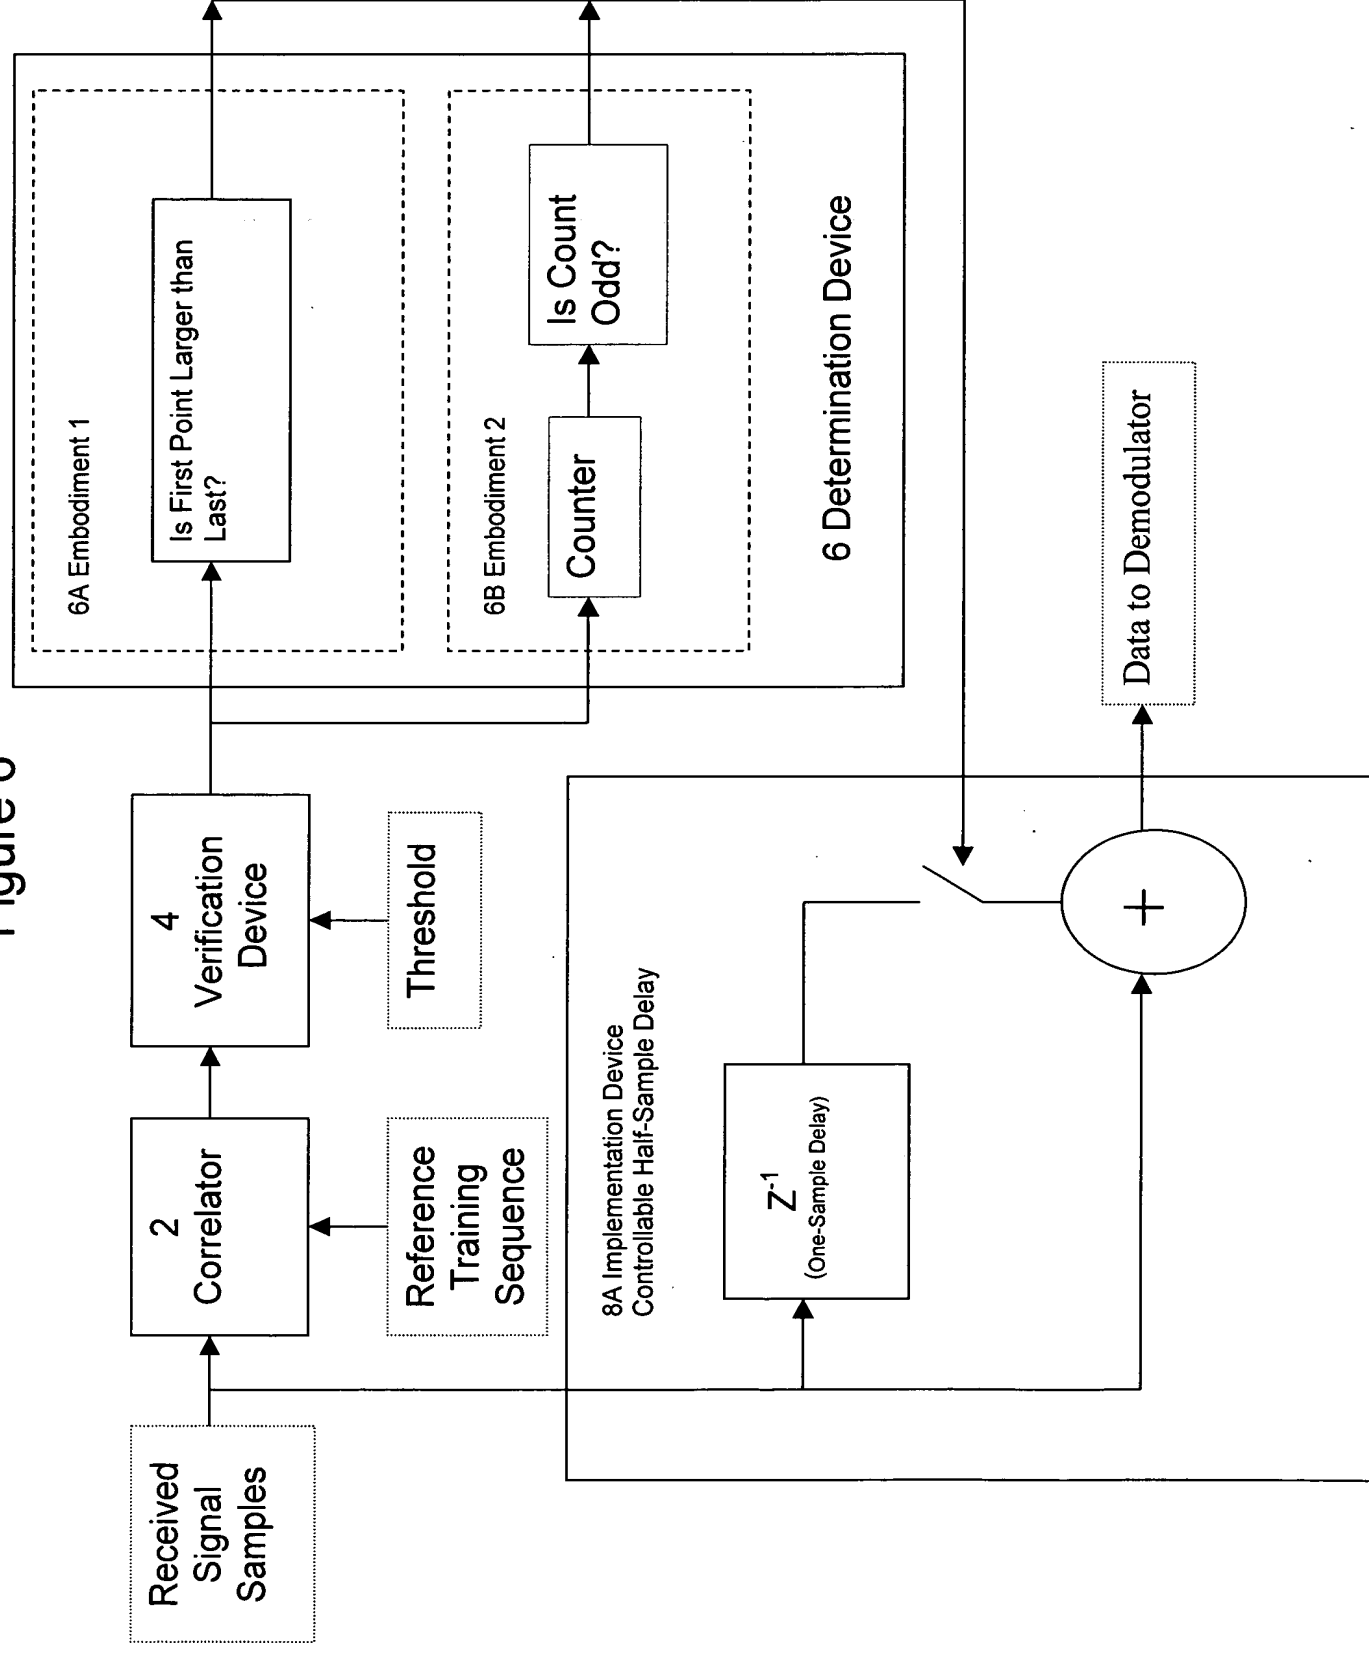 Received
Signal
Samples
2
Correlator
Reference
Training
Sequence
4
Verification
Device
Threshold
6A Embodiment 1
Is First Point Larger than
Last?
6B Embodiment 2
Counter
Is Count
Odd?
6 Determination Device
8A Implementation Device
Controllable Half-Sample Delay
Z-1
(One-Sample Delay)
+
Data to Demodulator